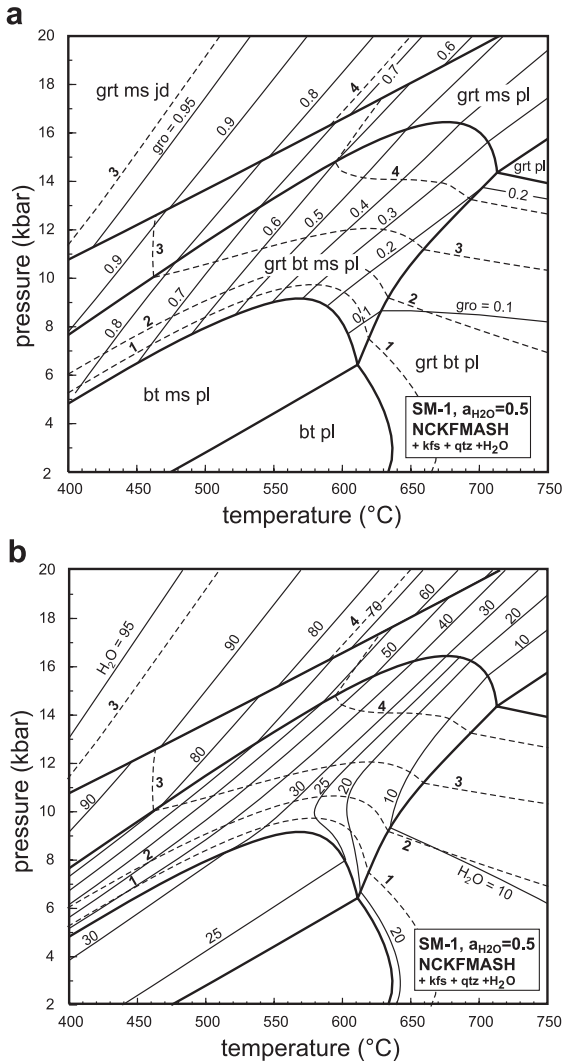 a
20
18
16
14
12
10
8
6
4
2
pressure (kbar)
400 450 500 550 600 650 700 750
temperature (°C)
grt ms jd
gro = 0.95
0.9
0.8
4
0.7
0.6
grt ms pl
3
grt pl
0.2
4
0.9
3
0.6
0.5
0.4
0.3
0.2
3
0.8
2
0.7
grt bt ms pl
2
1
0.1
gro = 0.1
1
grt bt pl
bt ms pl
bt pl
SM-1, aH2O=0.5
NCKFMASH
+ kfs + qtz +H2O
b
20
18
16
14
12
10
8
6
4
2
pressure (kbar)
400 450 500 550 600 650 700 750
temperature (°C)
H2O = 95
90
80
4
70
60
50
40
30
20
10
3
4
90
3
80
30
25
20
10
3
2
2
1
H2O = 10
1
30
25
20
SM-1, aH2O=0.5
NCKFMASH
+ kfs + qtz +H2O